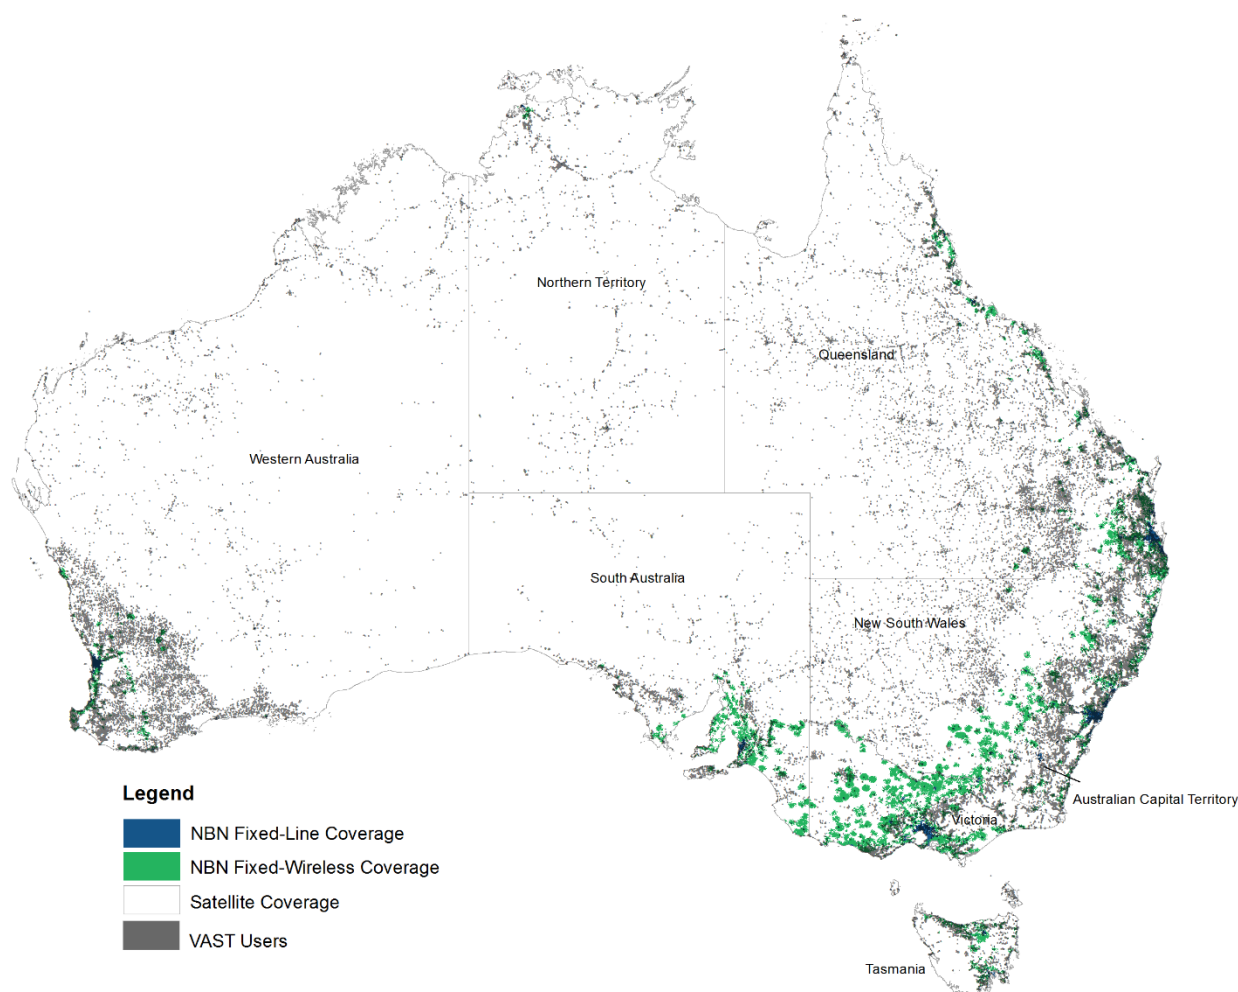 Northern Territory
Queensland
Western Australia
South Australia
New South Wales
Legend
Australian Capital Territory
NBN Fixed-Line Coverage
Victoria
NBN Fixed-Wireless Coverage
Satellite Coverage
VAST Users
Tasmania